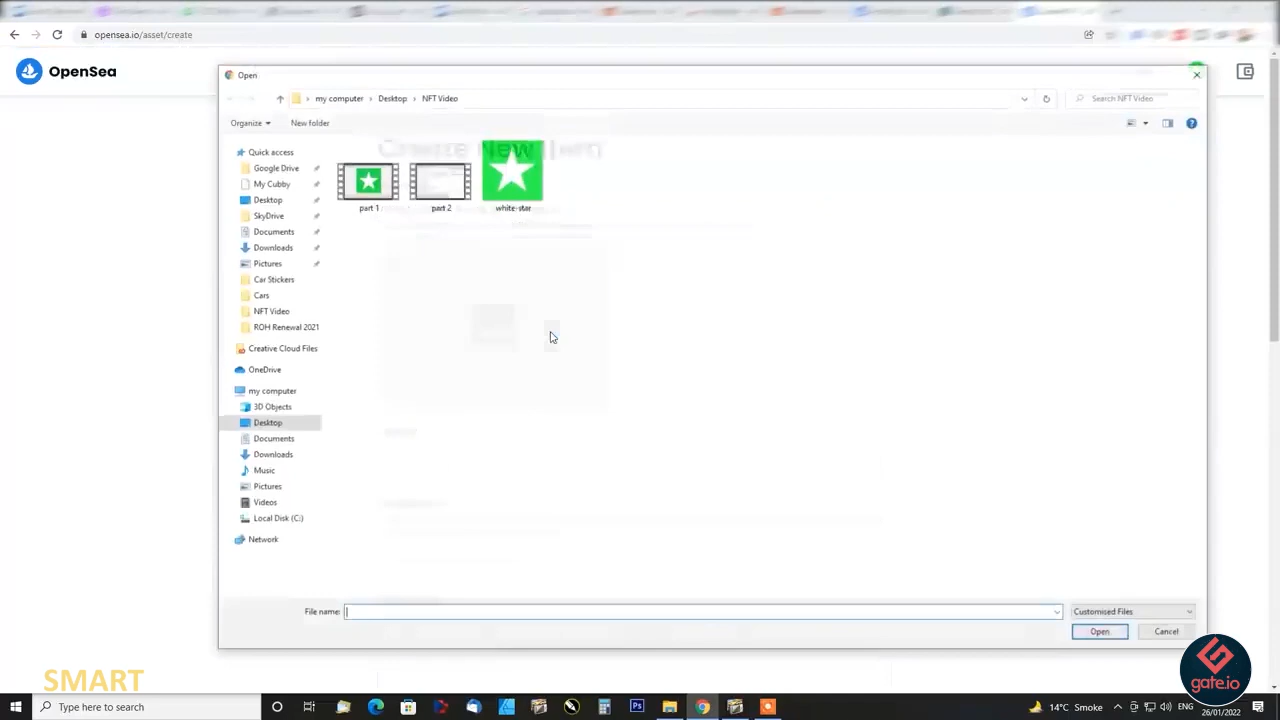 opensea.io/asset/create
OpenSea
Open
my computer › Desktop › NFT Video
Search NFT Video
Organize
New folder
Create New Item
Quick access
Google Drive
My Cubby
Desktop
SkyDrive
Documents
Downloads
Pictures
Car Stickers
Cars
NFT Video
ROH Renewal 2021
Creative Cloud Files
OneDrive
my computer
3D Objects
Desktop
Documents
Downloads
Music
Pictures
Videos
Local Disk (C:)
Network
part 1
part 2
white-star
File name:
Customised Files
Open
Cancel
SMART
gate.io
Type here to search
Ps
14°C Smoke
ENG
26/01/2022